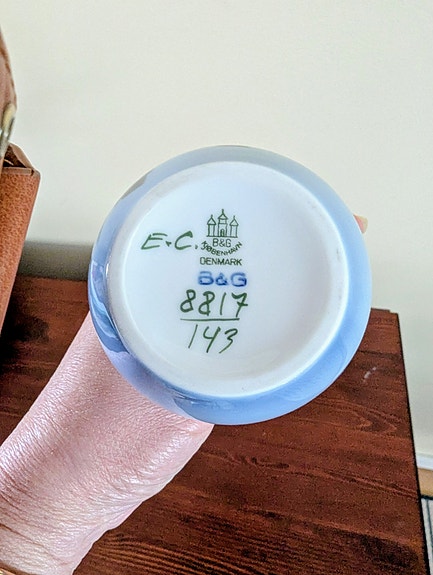 E.C.
B&G
KJØBENHAVN
DENMARK
B&G
8817
143